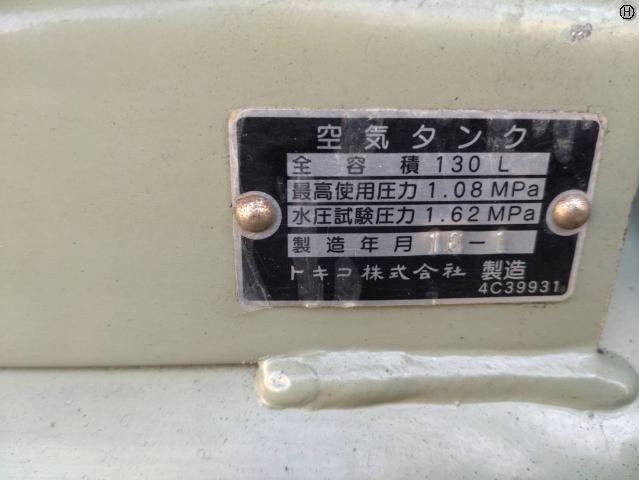 空気タンク
全容積 130 L
最高使用圧力 1.08 MPa
水圧試験圧力 1.62 MPa
製造年月
トキコ株式会社 製造
4C39931
H